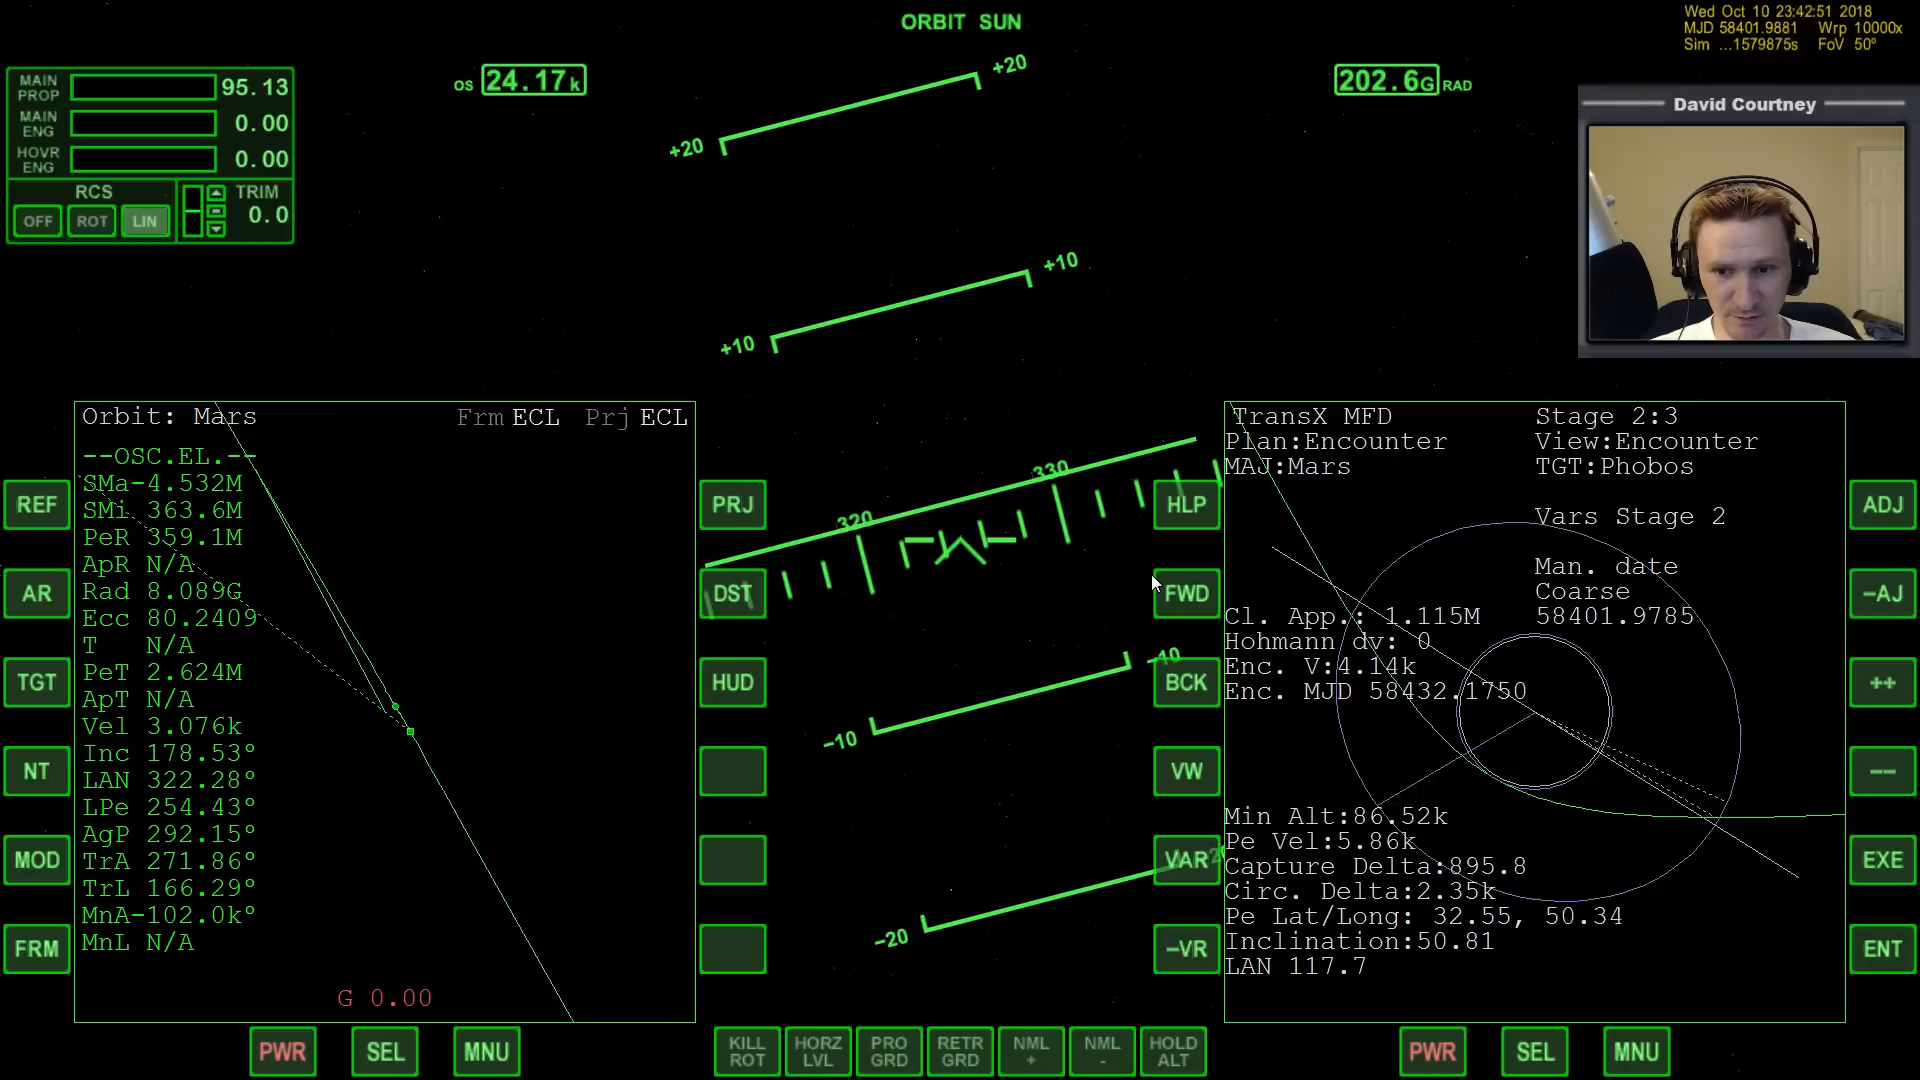 ORBIT SUN
Wed Oct 10 23:42:51 2018
MJD 58401.9881 Wrp 10000x
Sim ...1579875s FoV 50°
MAIN PROP 95.13
MAIN ENG 0.00
HOVR ENG 0.00
RCS TRIM
OFF ROT LIN 0.0
OS 24.17k
202.6G RAD
David Courtney
+20 +20
+10 +10
320 330
-10 -10
-20
Orbit: Mars Frm ECL Prj ECL
--OSC.EL.--
SMa-4.532M
SMi 363.6M
PeR 359.1M
ApR N/A
Rad 8.089G
Ecc 80.2409
T N/A
PeT 2.624M
ApT N/A
Vel 3.076k
Inc 178.53°
LAN 322.28°
LPe 254.43°
AgP 292.15°
TrA 271.86°
TrL 166.29°
MnA-102.0k°
MnL N/A
G 0.00
REF
AR
TGT
NT
MOD
FRM
PRJ
DST
HUD
PWR SEL MNU
KILL ROT
HORZ LVL
PRO GRD
RETR GRD
NML +
NML -
HOLD ALT
HLP
FWD
BCK
VW
VAR
-VR
TransX MFD Stage 2:3
Plan:Encounter View:Encounter
MAJ:Mars TGT:Phobos
Vars Stage 2
Man. date
Coarse
Cl. App.: 1.115M 58401.9785
Hohmann dv: 0
Enc. V:4.14k
Enc. MJD 58432.1750
Min Alt:86.52k
Pe Vel:5.86k
Capture Delta:895.8
Circ. Delta:2.35k
Pe Lat/Long: 32.55, 50.34
Inclination:50.81
LAN 117.7
ADJ
-AJ
++
--
EXE
ENT
PWR SEL MNU